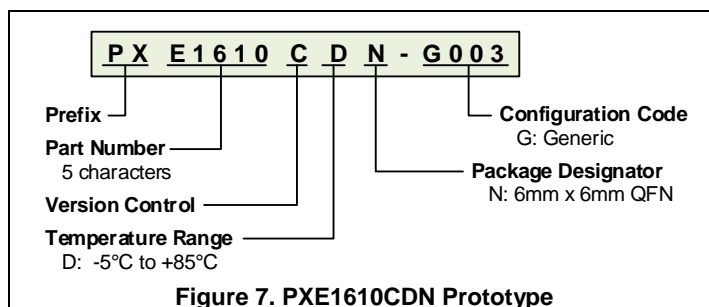 PX E1610 C D N - G003
Prefix
Part Number
5 characters
Version Control
Temperature Range
D: -5°C to +85°C
Configuration Code
G: Generic
Package Designator
N: 6mm x 6mm QFN
Figure 7. PXE1610CDN Prototype